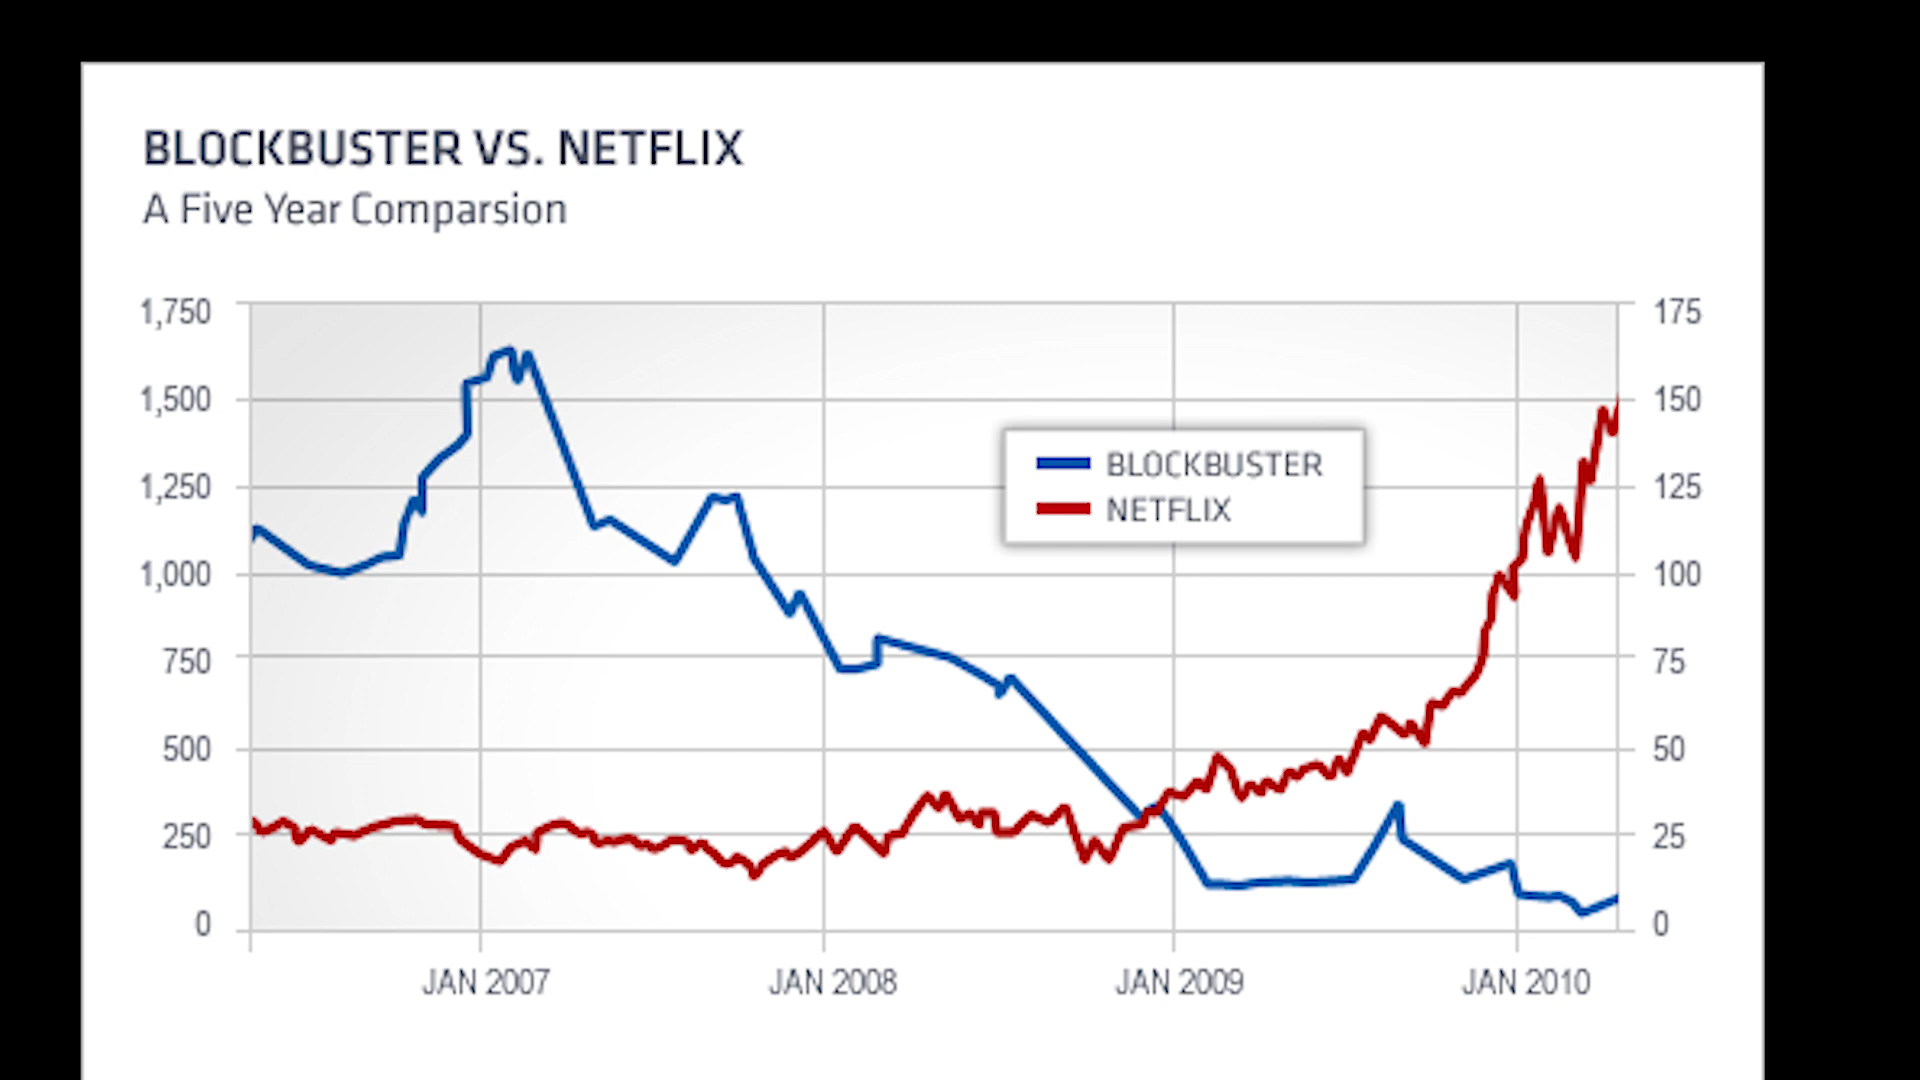 BLOCKBUSTER VS. NETFLIX
A Five Year Comparsion
1,750
175
1,500
150
BLOCKBUSTER
1,250
125
NETFLIX
1,000
100
750
75
500
50
250
25
0
0
JAN 2007
JAN 2008
JAN 2009
JAN 2010